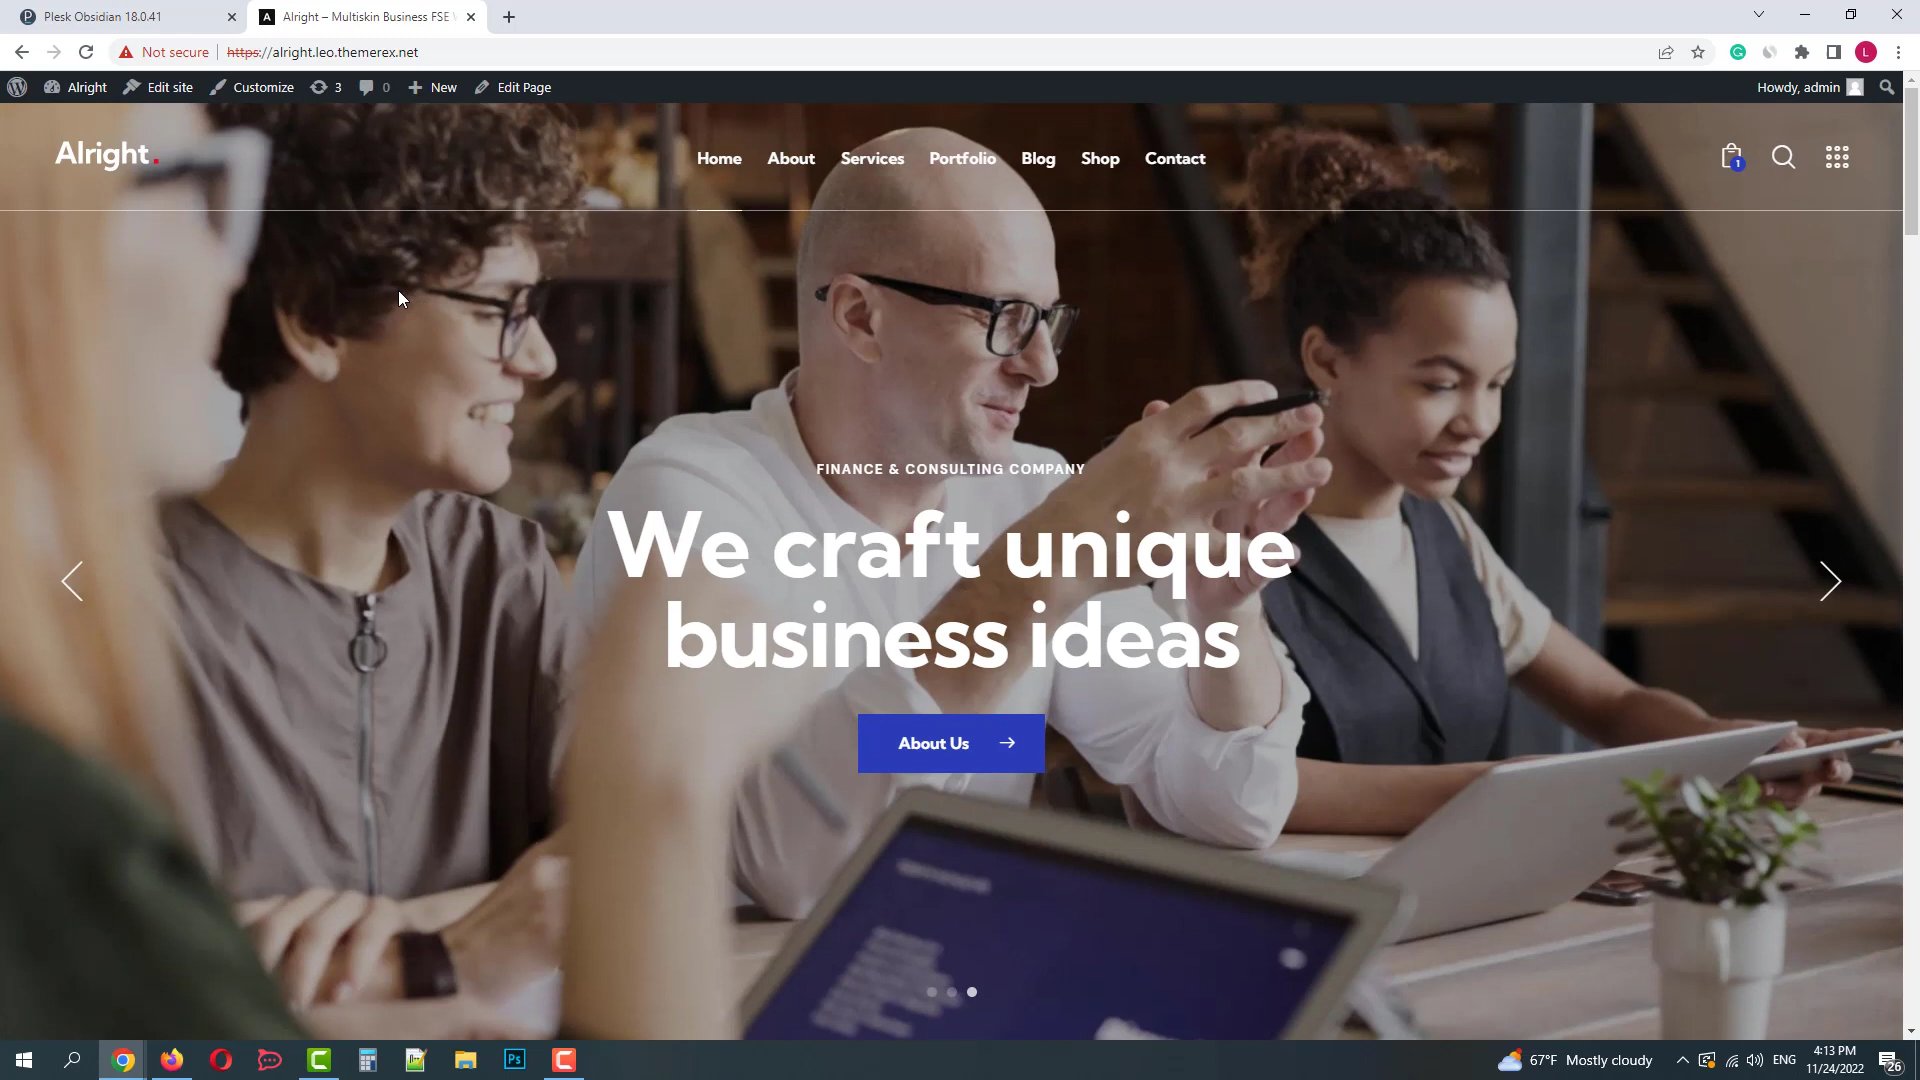 Plesk Obsidian 18.0.41
Alright – Multiskin Business FSE
Not secure
https://alright.leo.themerex.net
L
Alright
Edit site
Customize
3
0
New
Edit Page
Howdy, admin
Alright.
Home
About
Services
Portfolio
Blog
Shop
Contact
1
FINANCE & CONSULTING COMPANY
We craft unique
business ideas
About Us
67°F Mostly cloudy
ENG
4:13 PM
11/24/2022
26